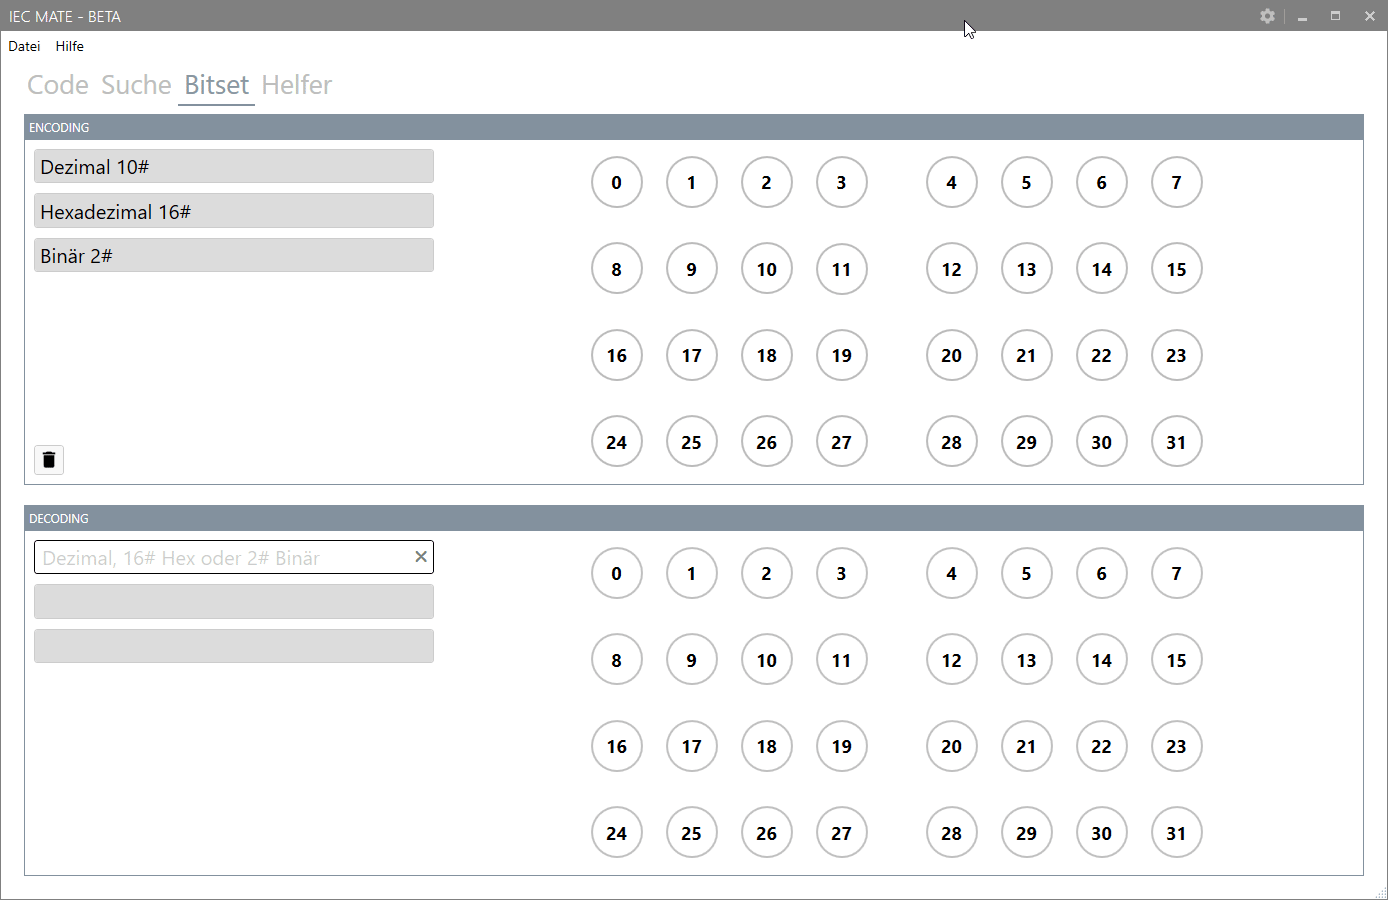 IEC MATE - BETA
Datei Hilfe
Code Suche Bitset Helfer
ENCODING
Dezimal 10#
Hexadezimal 16#
Binär 2#
0 1 2 3 4 5 6 7
8 9 10 11 12 13 14 15
16 17 18 19 20 21 22 23
24 25 26 27 28 29 30 31
DECODING
Dezimal, 16# Hex oder 2# Binär
0 1 2 3 4 5 6 7
8 9 10 11 12 13 14 15
16 17 18 19 20 21 22 23
24 25 26 27 28 29 30 31